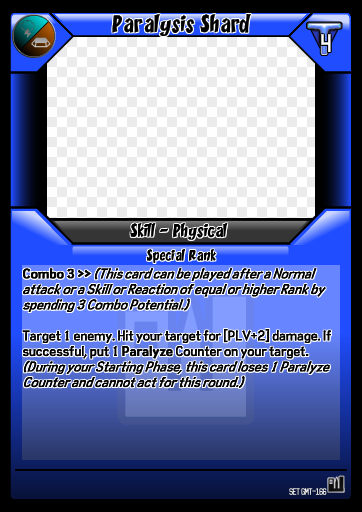 Paralysis Shard
4
Skill - Physical
Special Rank
Combo 3 >> (This card can be played after a Normal
attack or a Skill or Reaction of equal or higher Rank by
spending 3 Combo Potential.)
Target 1 enemy. Hit your target for [PLV+2] damage. If
successful, put 1 Paralyze Counter on your target.
(During your Starting Phase, this card loses 1 Paralyze
Counter and cannot act for this round.)
SET GMT-166